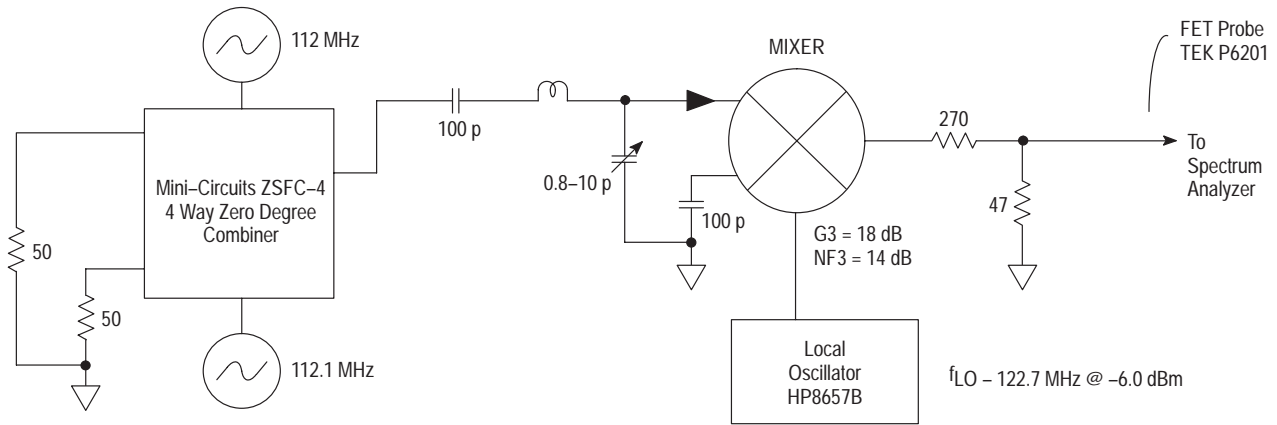 112 MHz
FET Probe
TEK P6201
MIXER
100 p
270
To
Spectrum
Analyzer
Mini–Circuits ZSFC–4
4 Way Zero Degree
Combiner
0.8–10 p
100 p
47
50
50
G3 = 18 dB
NF3 = 14 dB
112.1 MHz
Local
Oscillator
HP8657B
fLO – 122.7 MHz @ –6.0 dBm